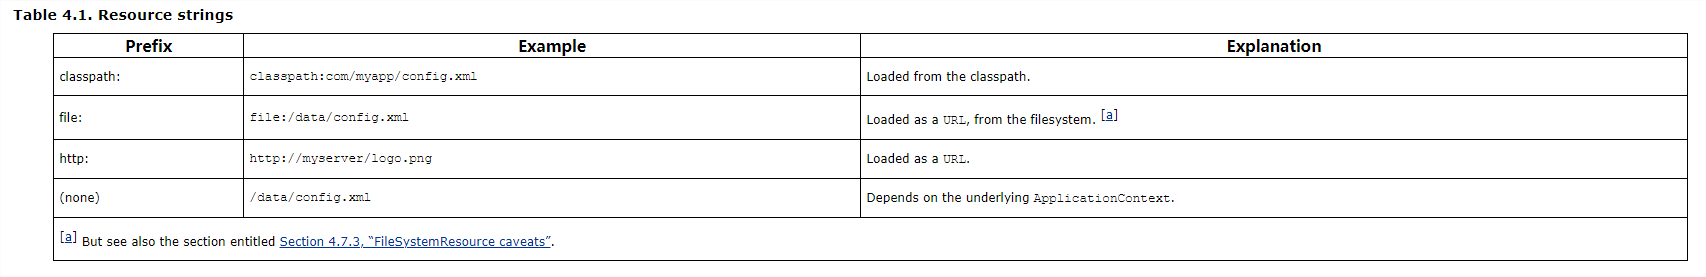 Table 4.1. Resource strings
Prefix Example Explanation
classpath: classpath:com/myapp/config.xml Loaded from the classpath.
file: file:/data/config.xml Loaded as a URL, from the filesystem. [a]
http: http://myserver/logo.png Loaded as a URL.
(none) /data/config.xml Depends on the underlying ApplicationContext.
[a] But see also the section entitled Section 4.7.3, “FileSystemResource caveats”.